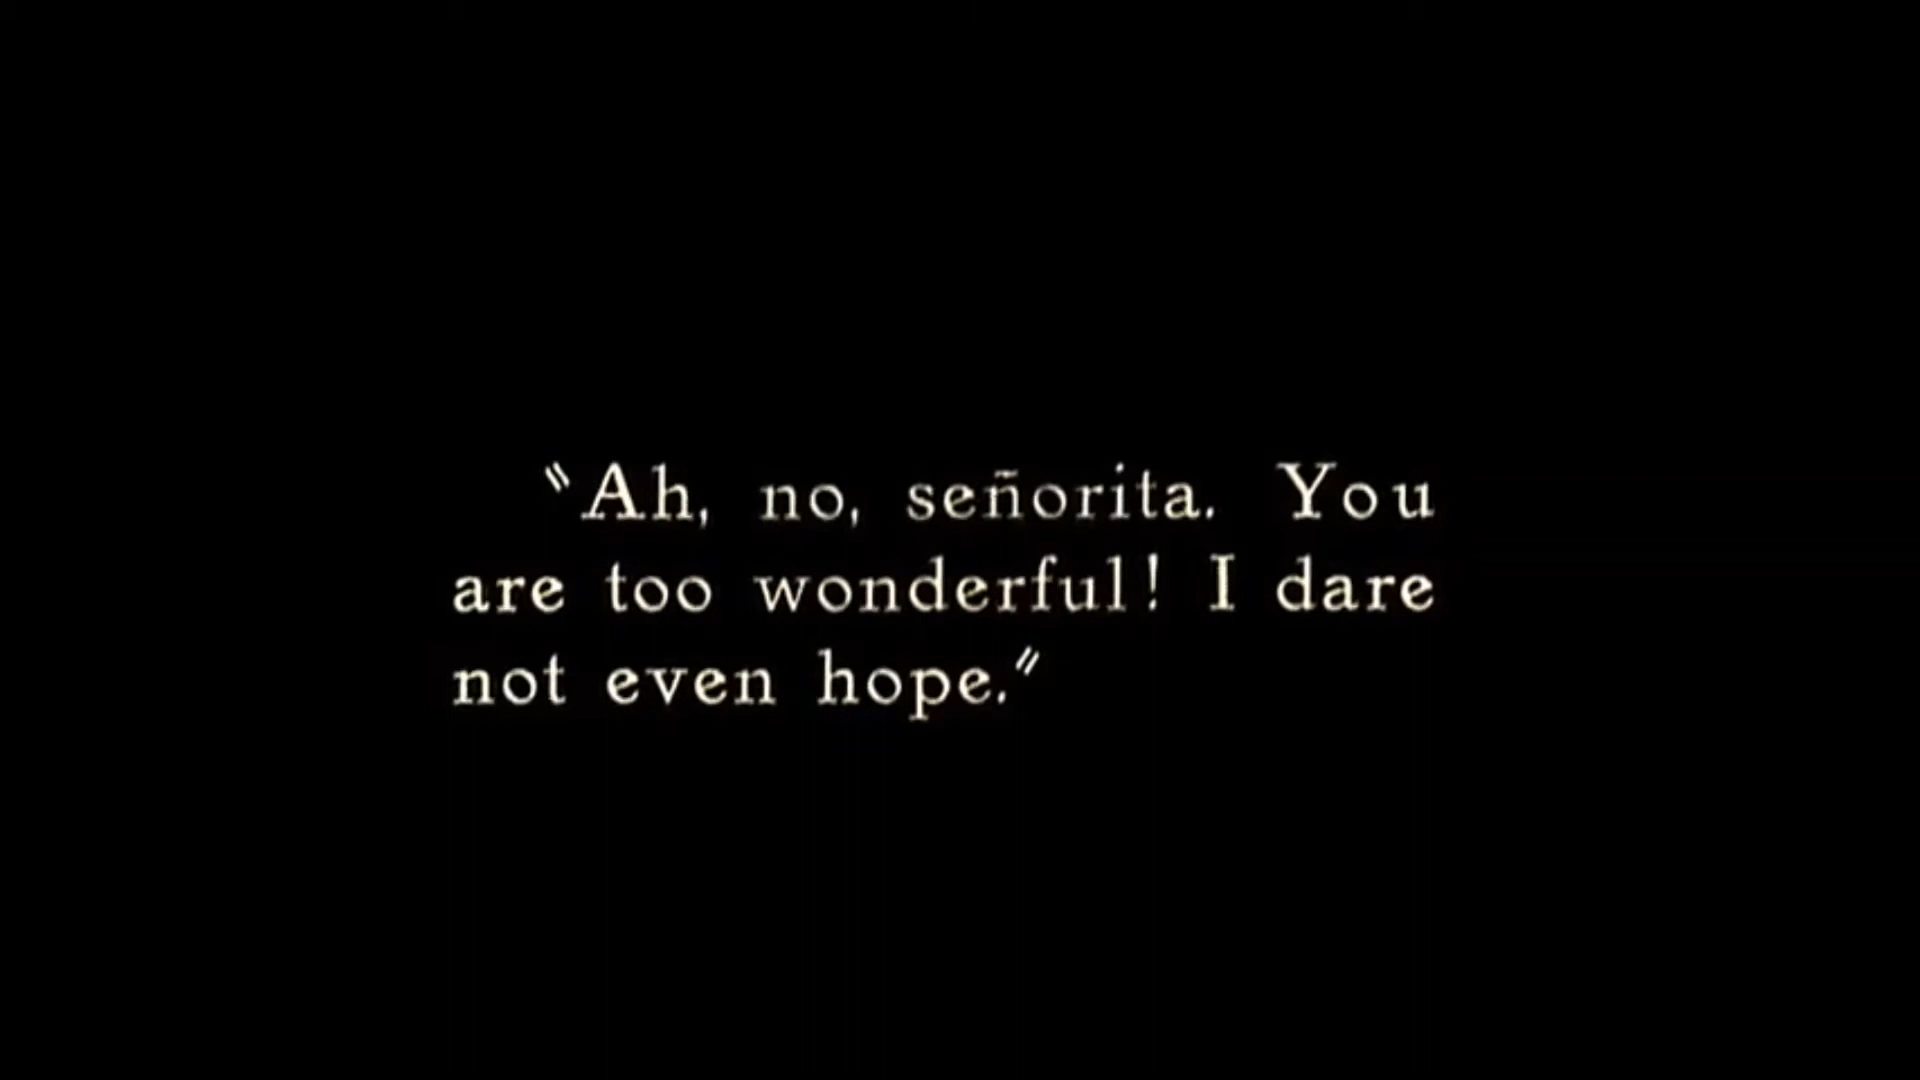 "Ah, no, señorita. You
are too wonderful! I dare
not even hope."